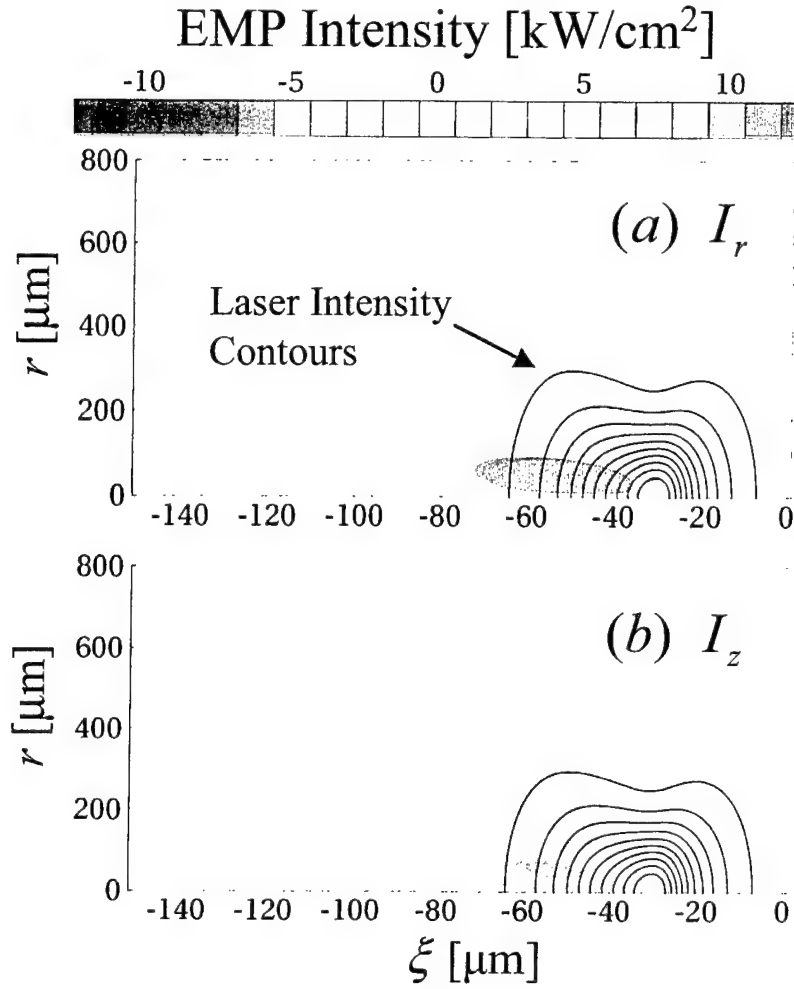 EMP Intensity [kW/cm²]
-10 -5 0 5 10
800
(a) I_r
600
r [μm]
Laser Intensity
Contours
400
200
0
-140 -120 -100 -80 -60 -40 -20 0
800
(b) I_z
600
r [μm]
400
200
0
-140 -120 -100 -80 -60 -40 -20 0
ξ [μm]